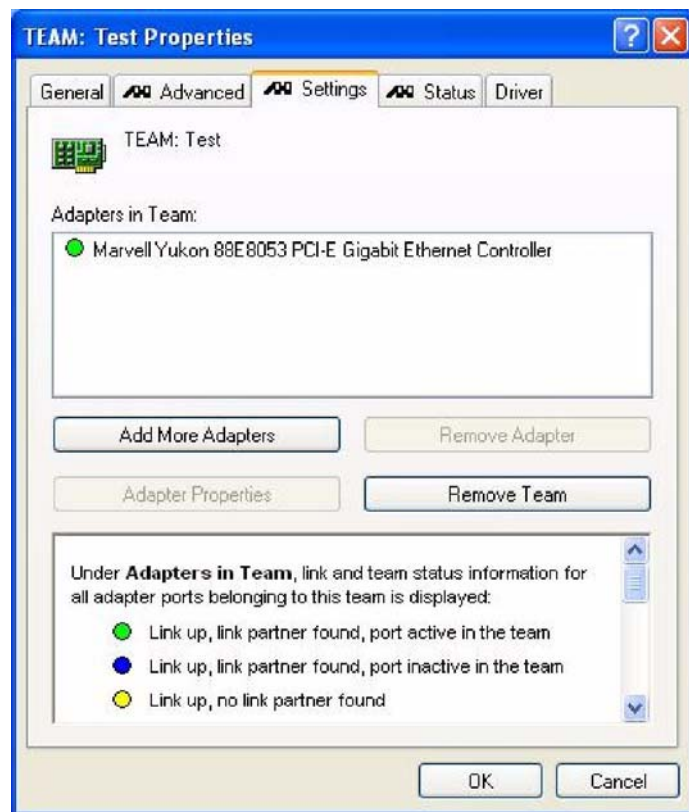 TEAM: Test Properties
General
Advanced
Settings
Status
Driver
TEAM: Test
Adapters in Team:
Marvell Yukon 88E8053 PCI-E Gigabit Ethernet Controller
Add More Adapters
Remove Adapter
Adapter Properties
Remove Team
Under Adapters in Team, link and team status information for
all adapter ports belonging to this team is displayed:
Link up, link partner found, port active in the team
Link up, link partner found, port inactive in the team
Link up, no link partner found
OK
Cancel